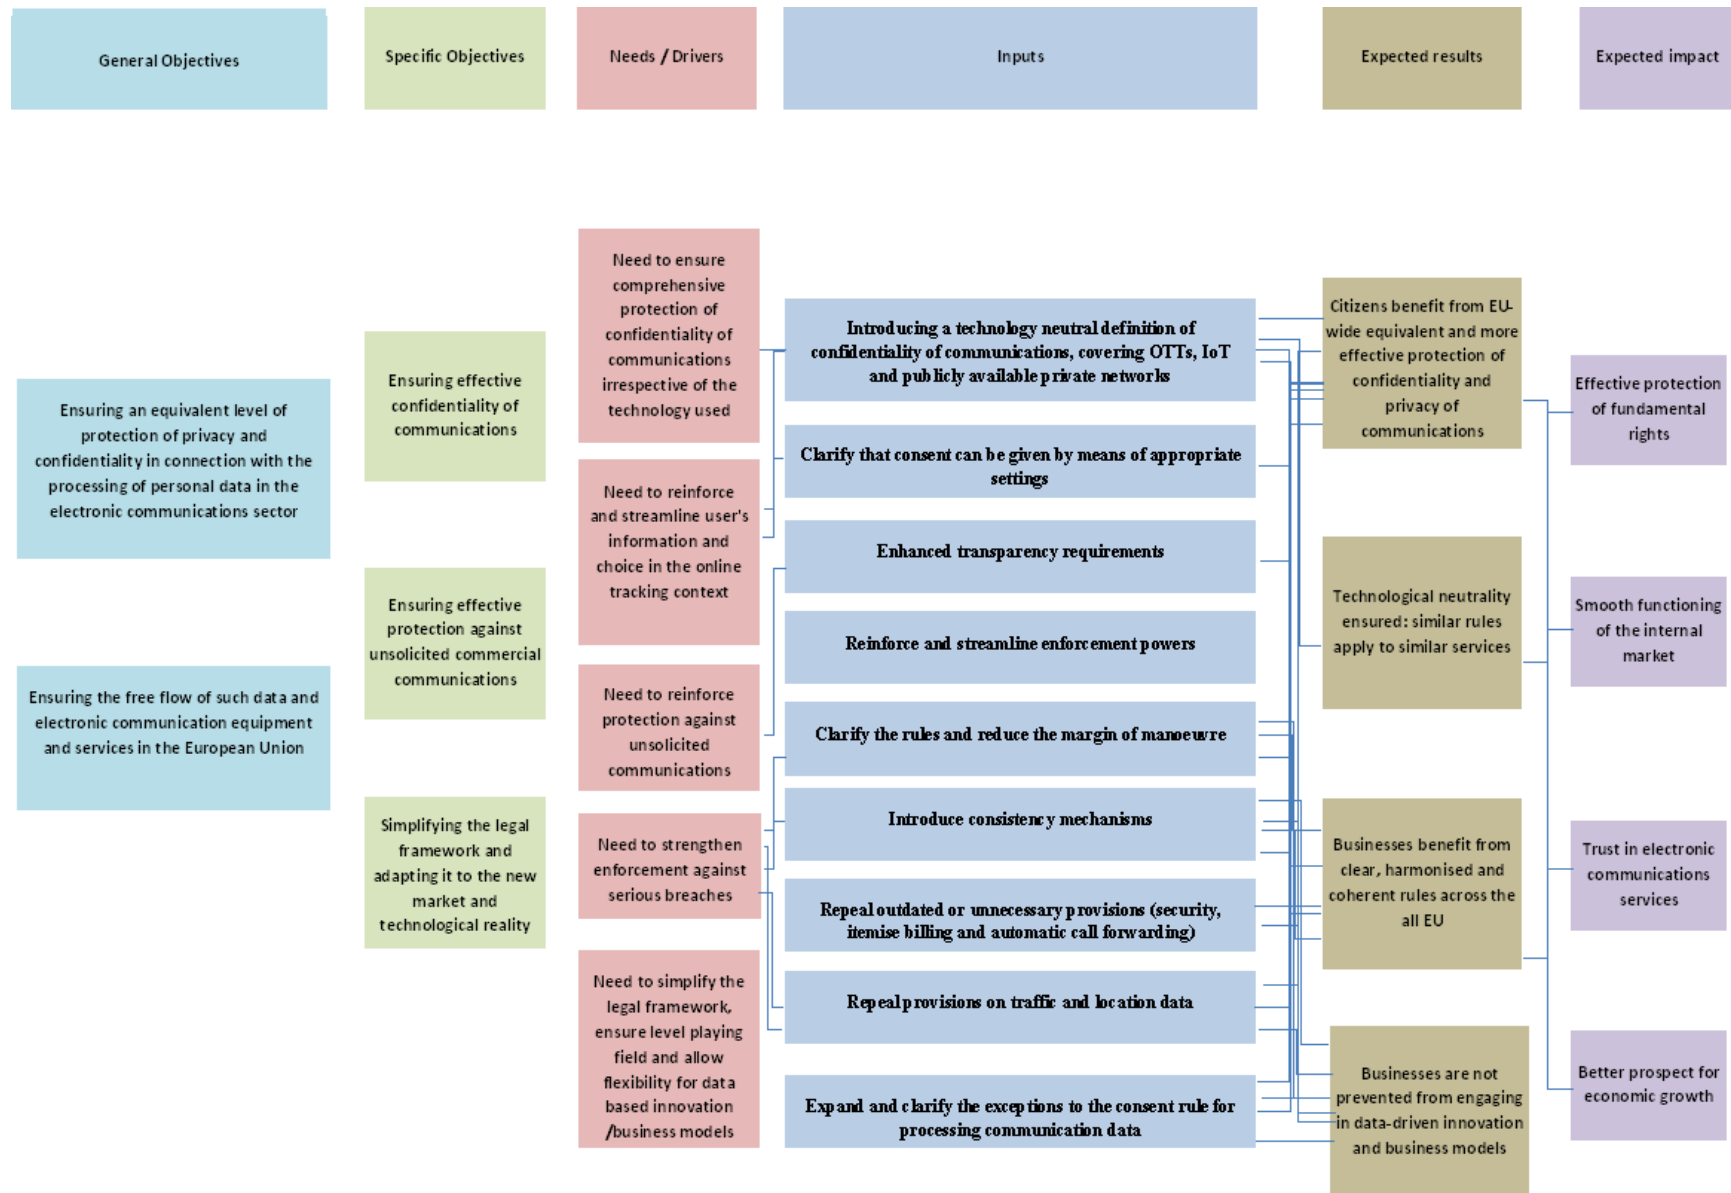 General Objectives
Specific Objectives
Needs / Drivers
Inputs
Expected results
Expected impact
Ensuring an equivalent level of
protection of privacy and
confidentiality in connection with the
processing of personal data in the
electronic communications sector
Ensuring the free flow of such data and
electronic communication equipment
and services in the European Union
Ensuring effective
confidentiality of
communications
Ensuring effective
protection against
unsolicited commercial
communications
Simplifying the legal
framework and
adapting it to the new
market and
technological reality
Need to ensure
comprehensive
protection of
confidentiality of
communications
irrespective of the
technology used
Need to reinforce
and streamline user's
information and
choice in the online
tracking context
Need to reinforce
protection against
unsolicited
communications
Need to strengthen
enforcement against
serious breaches
Need to simplify the
legal framework,
ensure level playing
field and allow
flexibility for data
based innovation
/business models
Introducing a technology neutral definition of
confidentiality of communications, covering OTTs, IoT
and publicly available private networks
Clarify that consent can be given by means of appropriate
settings
Enhanced transparency requirements
Reinforce and streamline enforcement powers
Clarify the rules and reduce the margin of manoeuvre
Introduce consistency mechanisms
Repeal outdated or unnecessary provisions (security,
itemise billing and automatic call forwarding)
Repeal provisions on traffic and location data
Expand and clarify the exceptions to the consent rule for
processing communication data
Citizens benefit from EU-
wide equivalent and more
effective protection of
confidentiality and
privacy of
communications
Technological neutrality
ensured: similar rules
apply to similar services
Businesses benefit from
clear, harmonised and
coherent rules across the
all EU
Businesses are not
prevented from engaging
in data-driven innovation
and business models
Effective protection
of fundamental
rights
Smooth functioning
of the internal
market
Trust in electronic
communications
services
Better prospect for
economic growth